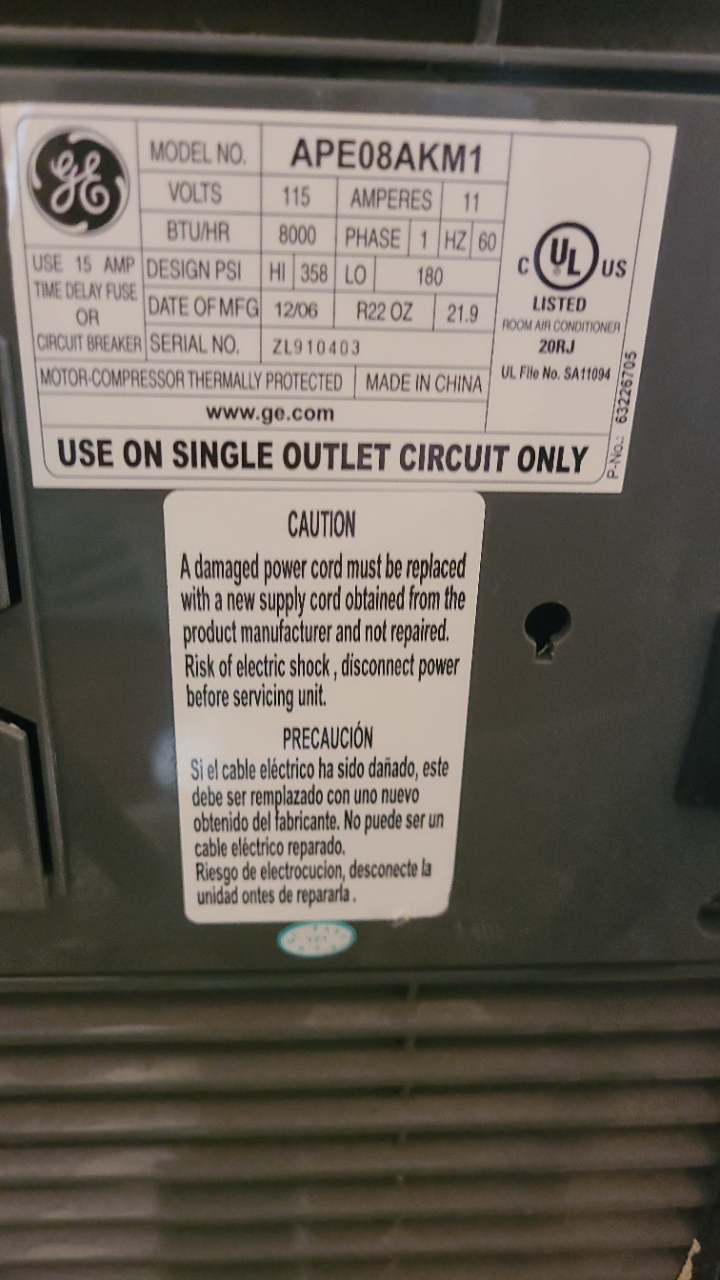 GE
MODEL NO. APE08AKM1
VOLTS 115 AMPERES 11
BTU/HR 8000 PHASE 1 HZ 60
USE 15 AMP
TIME DELAY FUSE
OR
CIRCUIT BREAKER
DESIGN PSI HI 358 LO 180
DATE OF MFG 12/06 R22 OZ 21.9
SERIAL NO. ZL910403
MOTOR-COMPRESSOR THERMALLY PROTECTED MADE IN CHINA
www.ge.com
USE ON SINGLE OUTLET CIRCUIT ONLY
C UL US
LISTED
ROOM AIR CONDITIONER
20RJ
UL File No. SA11094
P-No.: 63226705
CAUTION
A damaged power cord must be replaced
with a new supply cord obtained from the
product manufacturer and not repaired.
Risk of electric shock, disconnect power
before servicing unit.
PRECAUCIÓN
Si el cable eléctrico ha sido dañado, este
debe ser remplazado con uno nuevo
obtenido del fabricante. No puede ser un
cable eléctrico reparado.
Riesgo de electrocucion, desconecte la
unidad ontes de repararla.